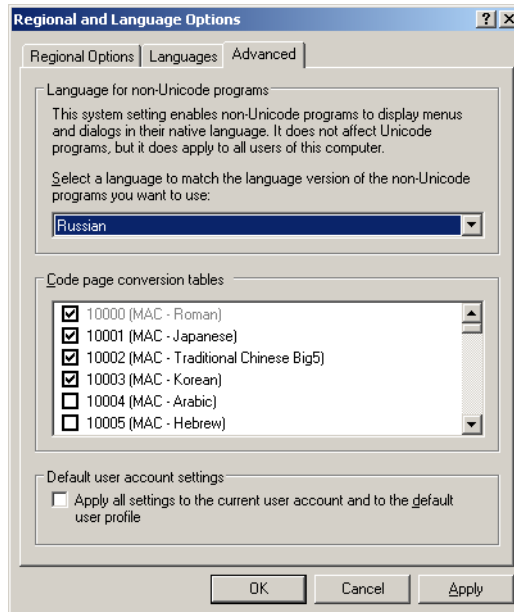 Regional and Language Options
Regional Options
Languages
Advanced
Language for non-Unicode programs
This system setting enables non-Unicode programs to display menus
and dialogs in their native language. It does not affect Unicode
programs, but it does apply to all users of this computer.
Select a language to match the language version of the non-Unicode
programs you want to use:
Russian
Code page conversion tables
10000 (MAC - Roman)
10001 (MAC - Japanese)
10002 (MAC - Traditional Chinese Big5)
10003 (MAC - Korean)
10004 (MAC - Arabic)
10005 (MAC - Hebrew)
Default user account settings
Apply all settings to the current user account and to the default
user profile
OK
Cancel
Apply